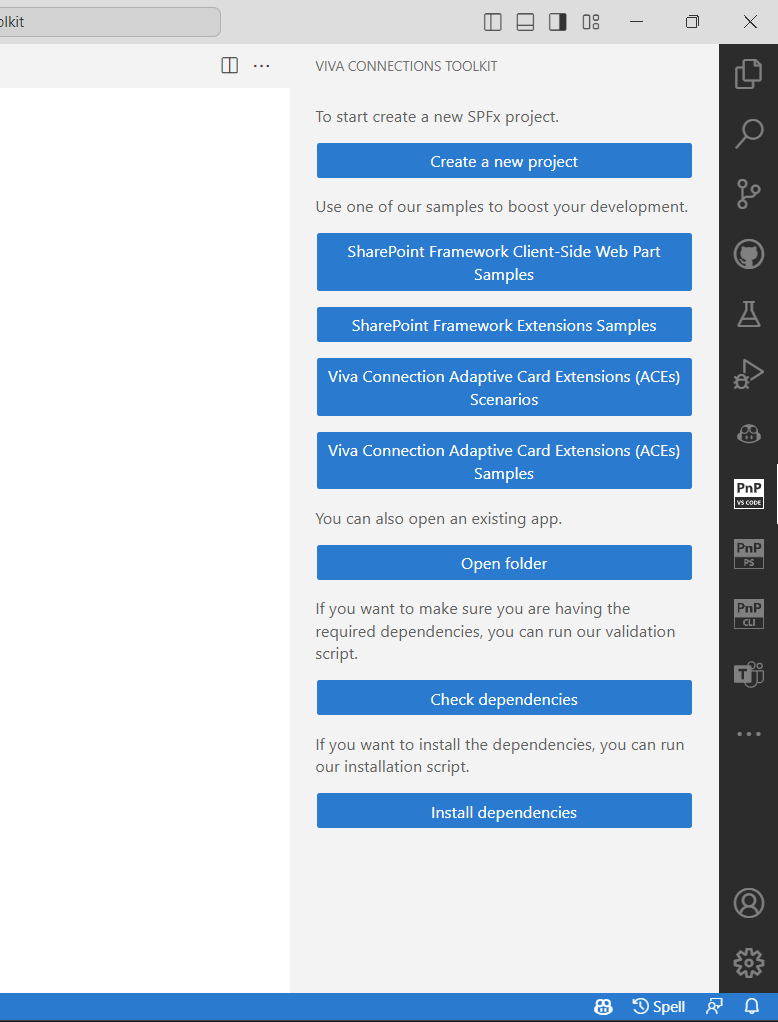 olkit
VIVA CONNECTIONS TOOLKIT
To start create a new SPFx project.
Create a new project
Use one of our samples to boost your development.
SharePoint Framework Client-Side Web Part
Samples
SharePoint Framework Extensions Samples
Viva Connection Adaptive Card Extensions (ACEs)
Scenarios
Viva Connection Adaptive Card Extensions (ACEs)
Samples
You can also open an existing app.
Open folder
If you want to make sure you are having the
required dependencies, you can run our validation
script.
Check dependencies
If you want to install the dependencies, you can run
our installation script.
Install dependencies
PnP
VS CODE
PnP
PS
PnP
CLI
T
Spell